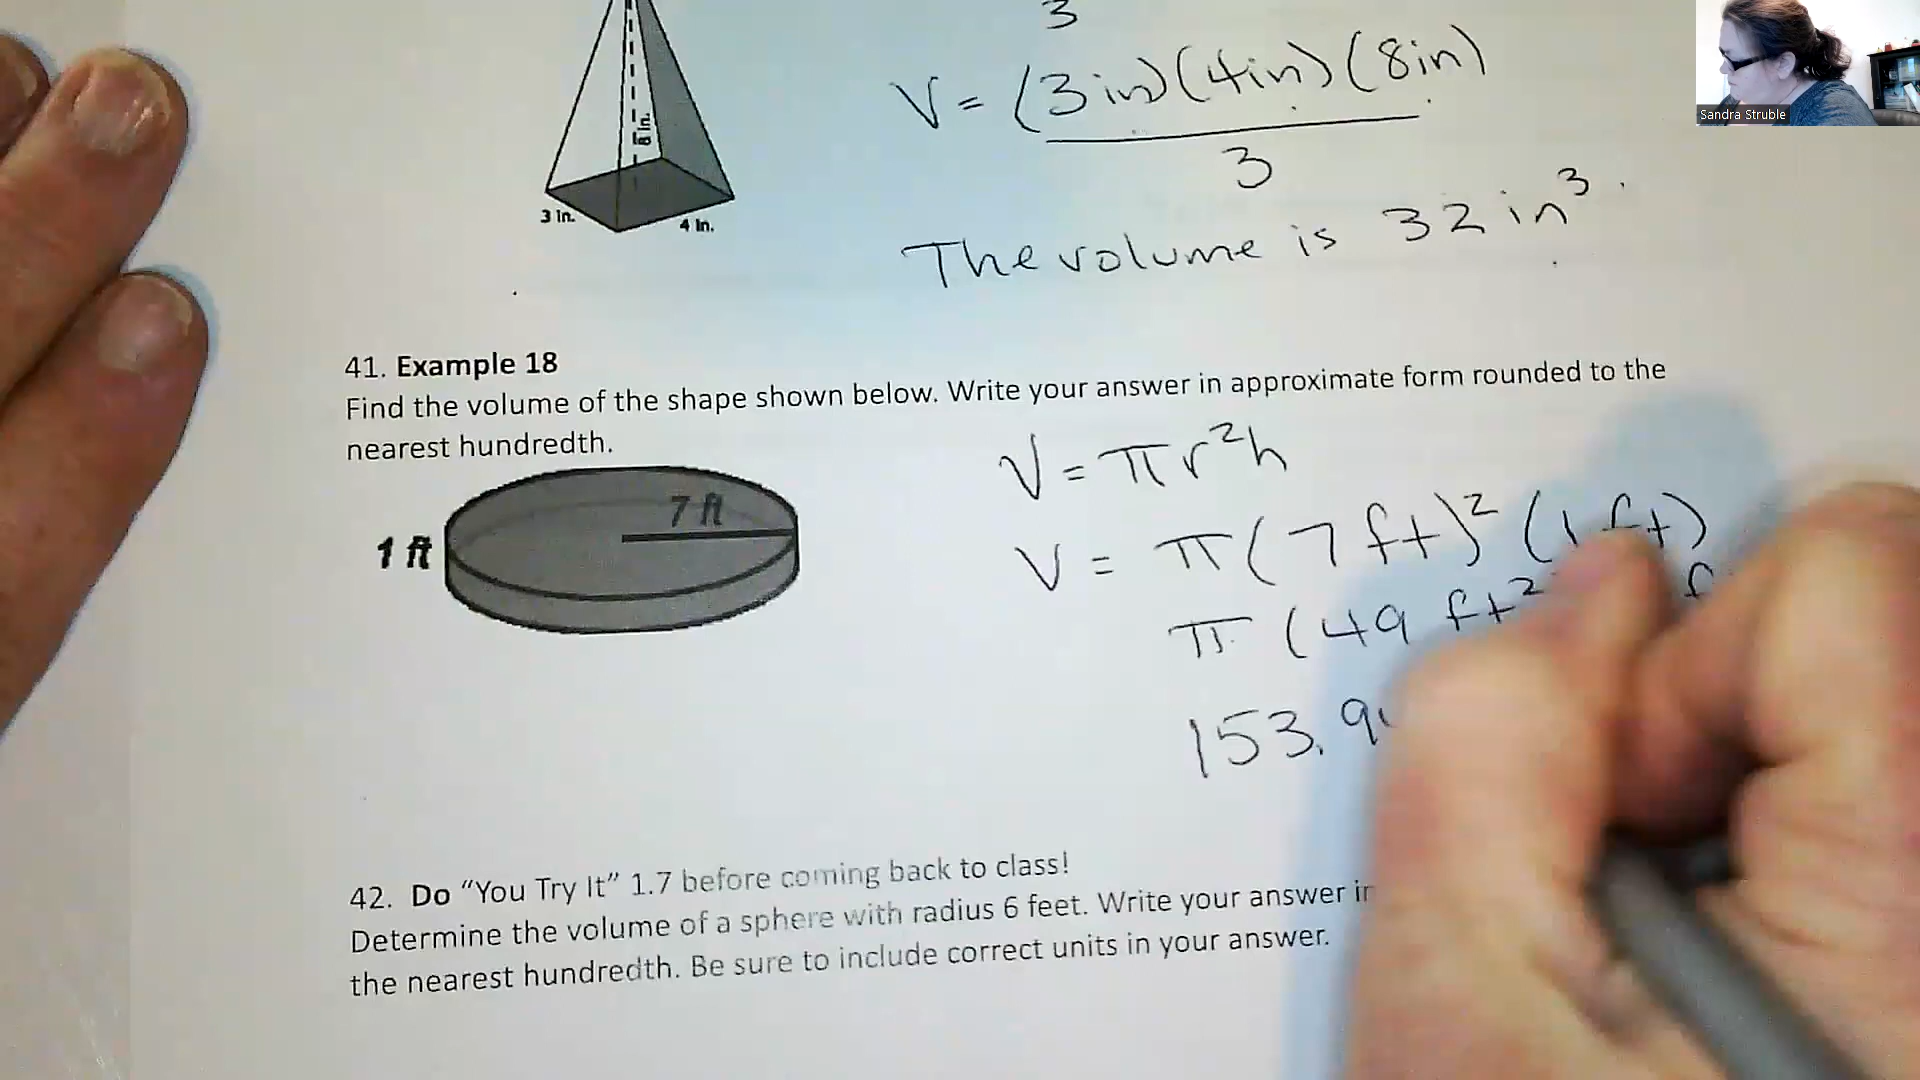 3
V = (3in)(4in)(8in)
3
Sandra Struble
8 in.
3 in.
4 in.
The volume is 32 in³.
41. Example 18
Find the volume of the shape shown below. Write your answer in approximate form rounded to the
nearest hundredth.
V = πr²h
7 ft
1 ft
V = π(7ft)²(1ft)
π (49 ft²
153.9
42. Do “You Try It” 1.7 before coming back to class!
Determine the volume of a sphere with radius 6 feet. Write your answer in
the nearest hundredth. Be sure to include correct units in your answer.